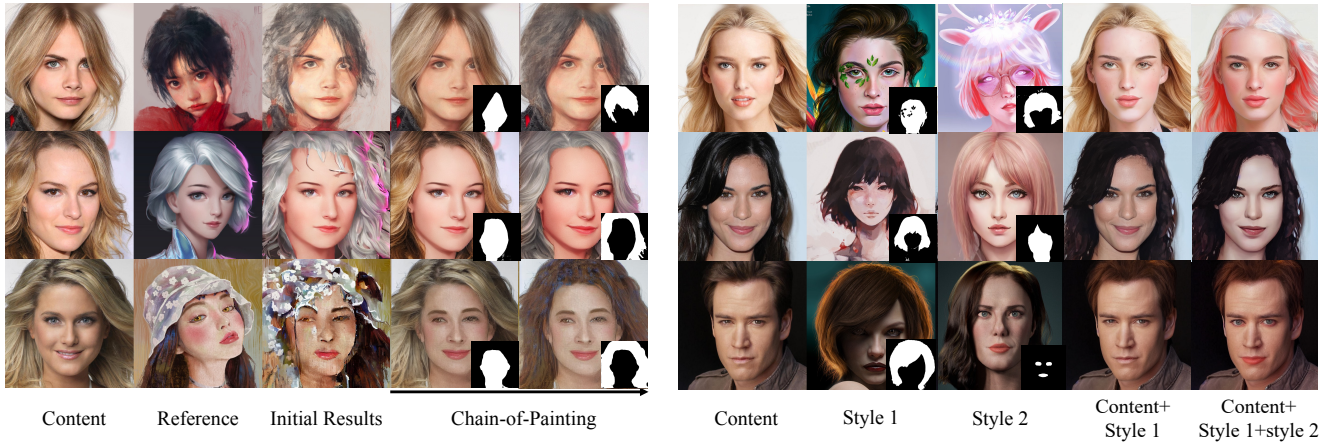 Content
Reference
Initial Results
Chain-of-Painting
Content
Style 1
Style 2
Content+
Style 1
Content+
Style 1+style 2